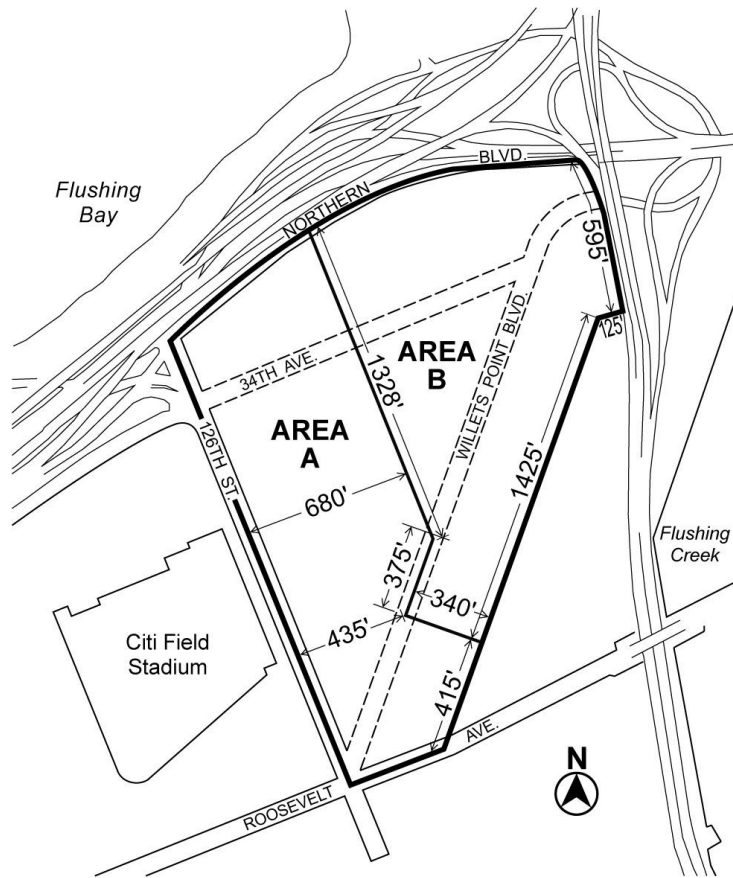 BLVD.
NORTHERN
Flushing
Bay
595'
125'
34TH AVE.
1328'
AREA
B
WILLETS POINT BLVD.
AREA
A
126TH ST.
680'
1425'
375'
340'
Flushing
Creek
435'
Citi Field
Stadium
415'
AVE.
ROOSEVELT
N